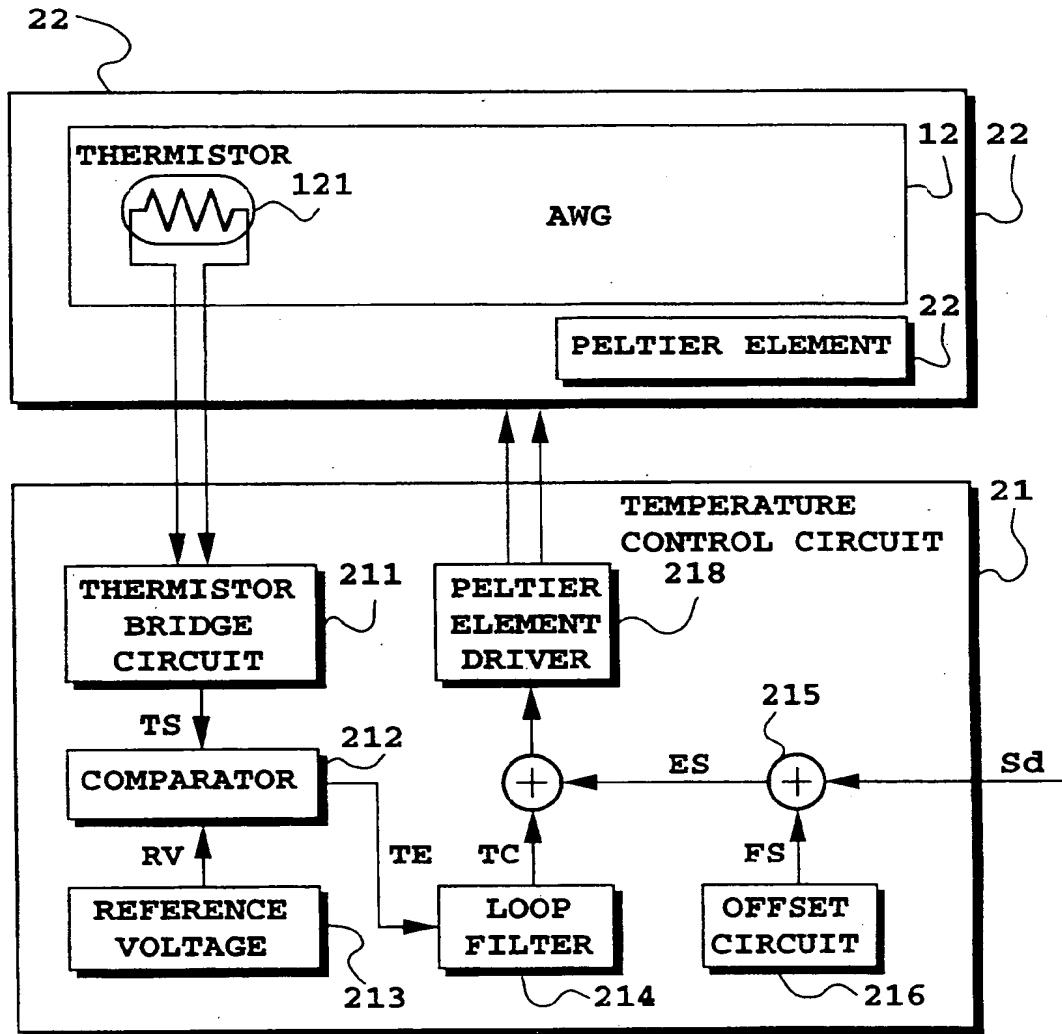 22
THERMISTOR
121
AWG
12
22
22
PELTIER ELEMENT
21
TEMPERATURE
CONTROL CIRCUIT
THERMISTOR
BRIDGE
CIRCUIT
211
PELTIER
ELEMENT
DRIVER
218
TS
COMPARATOR
212
215
ES
Sd
RV
TE
TC
FS
REFERENCE
VOLTAGE
213
LOOP
FILTER
214
OFFSET
CIRCUIT
216